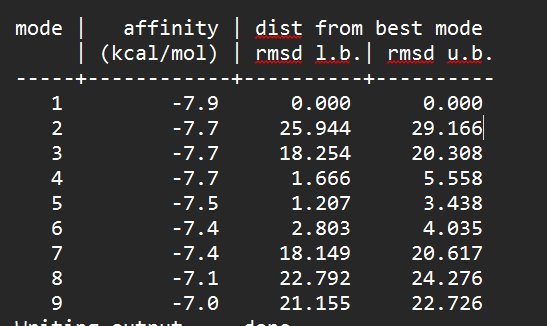 mode |   affinity | dist from best mode
     | (kcal/mol) | rmsd l.b.| rmsd u.b.
-----+------------+----------+----------
   1         -7.9      0.000      0.000
   2         -7.7     25.944     29.166
   3         -7.7     18.254     20.308
   4         -7.7      1.666      5.558
   5         -7.5      1.207      3.438
   6         -7.4      2.803      4.035
   7         -7.4     18.149     20.617
   8         -7.1     22.792     24.276
   9         -7.0     21.155     22.726
Writing output ... done.